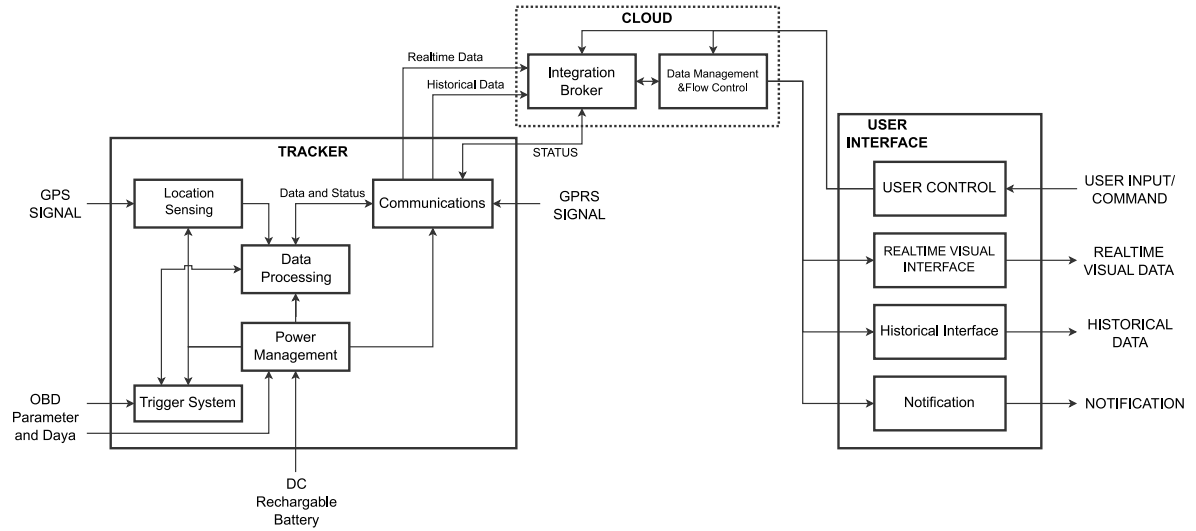 CLOUD
Realtime Data
Historical Data
Integration
Broker
Data Management
&Flow Control
STATUS
TRACKER
GPS
SIGNAL
Location
Sensing
Data and Status
Communications
GPRS
SIGNAL
Data
Processing
Power
Management
Trigger System
OBD
Parameter
and Daya
DC
Rechargable
Battery
USER
INTERFACE
USER CONTROL
USER INPUT/
COMMAND
REALTIME VISUAL
INTERFACE
REALTIME
VISUAL DATA
Historical Interface
HISTORICAL
DATA
Notification
NOTIFICATION